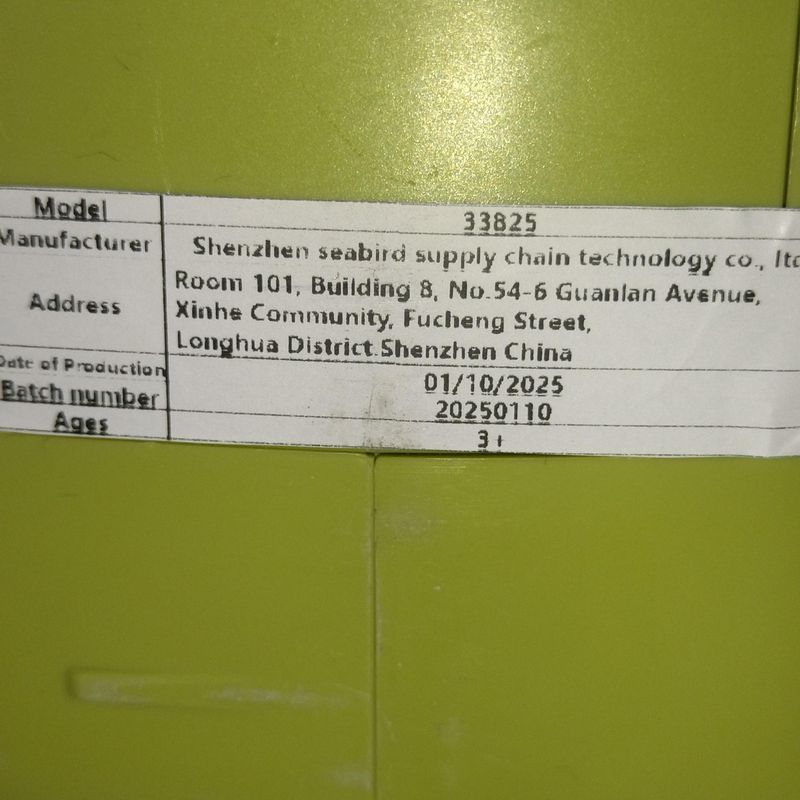 Model 33825
Manufacturer Shenzhen seabird supply chain technology co., ltd
Address Room 101, Building 8, No.54-6 Guanlan Avenue,
Xinhe Community, Fucheng Street,
Longhua District.Shenzhen China
Date of Production 01/10/2025
Batch number 20250110
Ages 3+